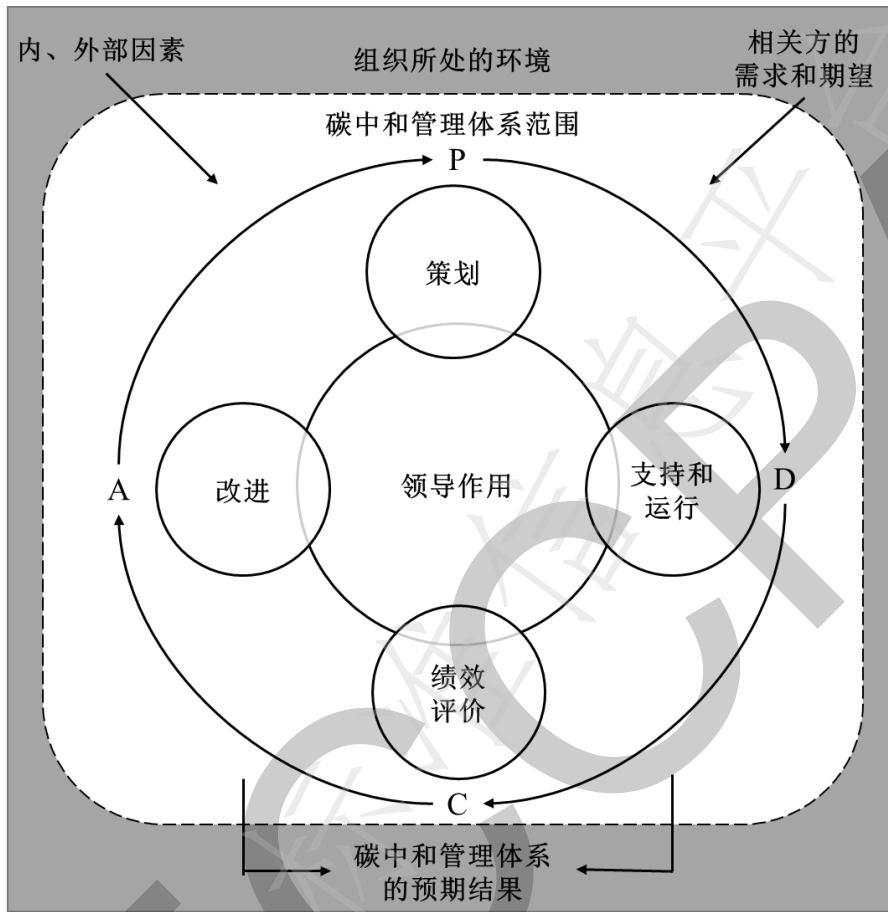 内、外部因素
组织所处的环境
相关方的
需求和期望
碳中和管理体系范围
P
策划
A
改进
领导作用
支持和
运行
D
绩效
评价
C
碳中和管理体系
的预期结果